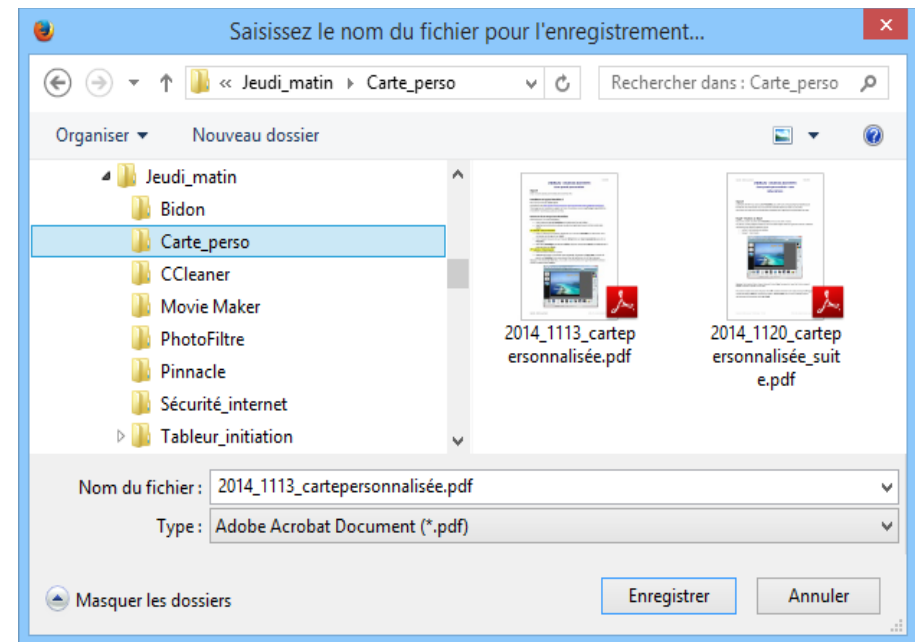 Saisissez le nom du fichier pour l'enregistrement...
« Jeudi_matin Carte_perso
Rechercher dans : Carte_perso
Organiser Nouveau dossier
Jeudi_matin
Bidon
Carte_perso
CCleaner
Movie Maker
PhotoFiltre
Pinnacle
Sécurité_internet
Tableur_initiation
2014_1113_cartep
ersonnalisée.pdf
2014_1120_cartep
ersonnalisée_suit
e.pdf
Nom du fichier : 2014_1113_cartepersonnalisée.pdf
Type : Adobe Acrobat Document (*.pdf)
Masquer les dossiers
Enregistrer Annuler